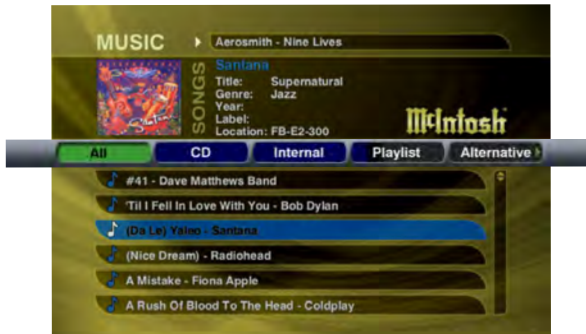 MUSIC
Aerosmith - Nine Lives
SONGS
Santana
Title: Supernatural
Genre: Jazz
Year:
Label:
Location: FB-E2-300
McIntosh
All CD Internal Playlist Alternative
#41 - Dave Matthews Band
'Til I Fell In Love With You - Bob Dylan
(Da Le) Yaleo - Santana
(Nice Dream) - Radiohead
A Mistake - Fiona Apple
A Rush Of Blood To The Head - Coldplay